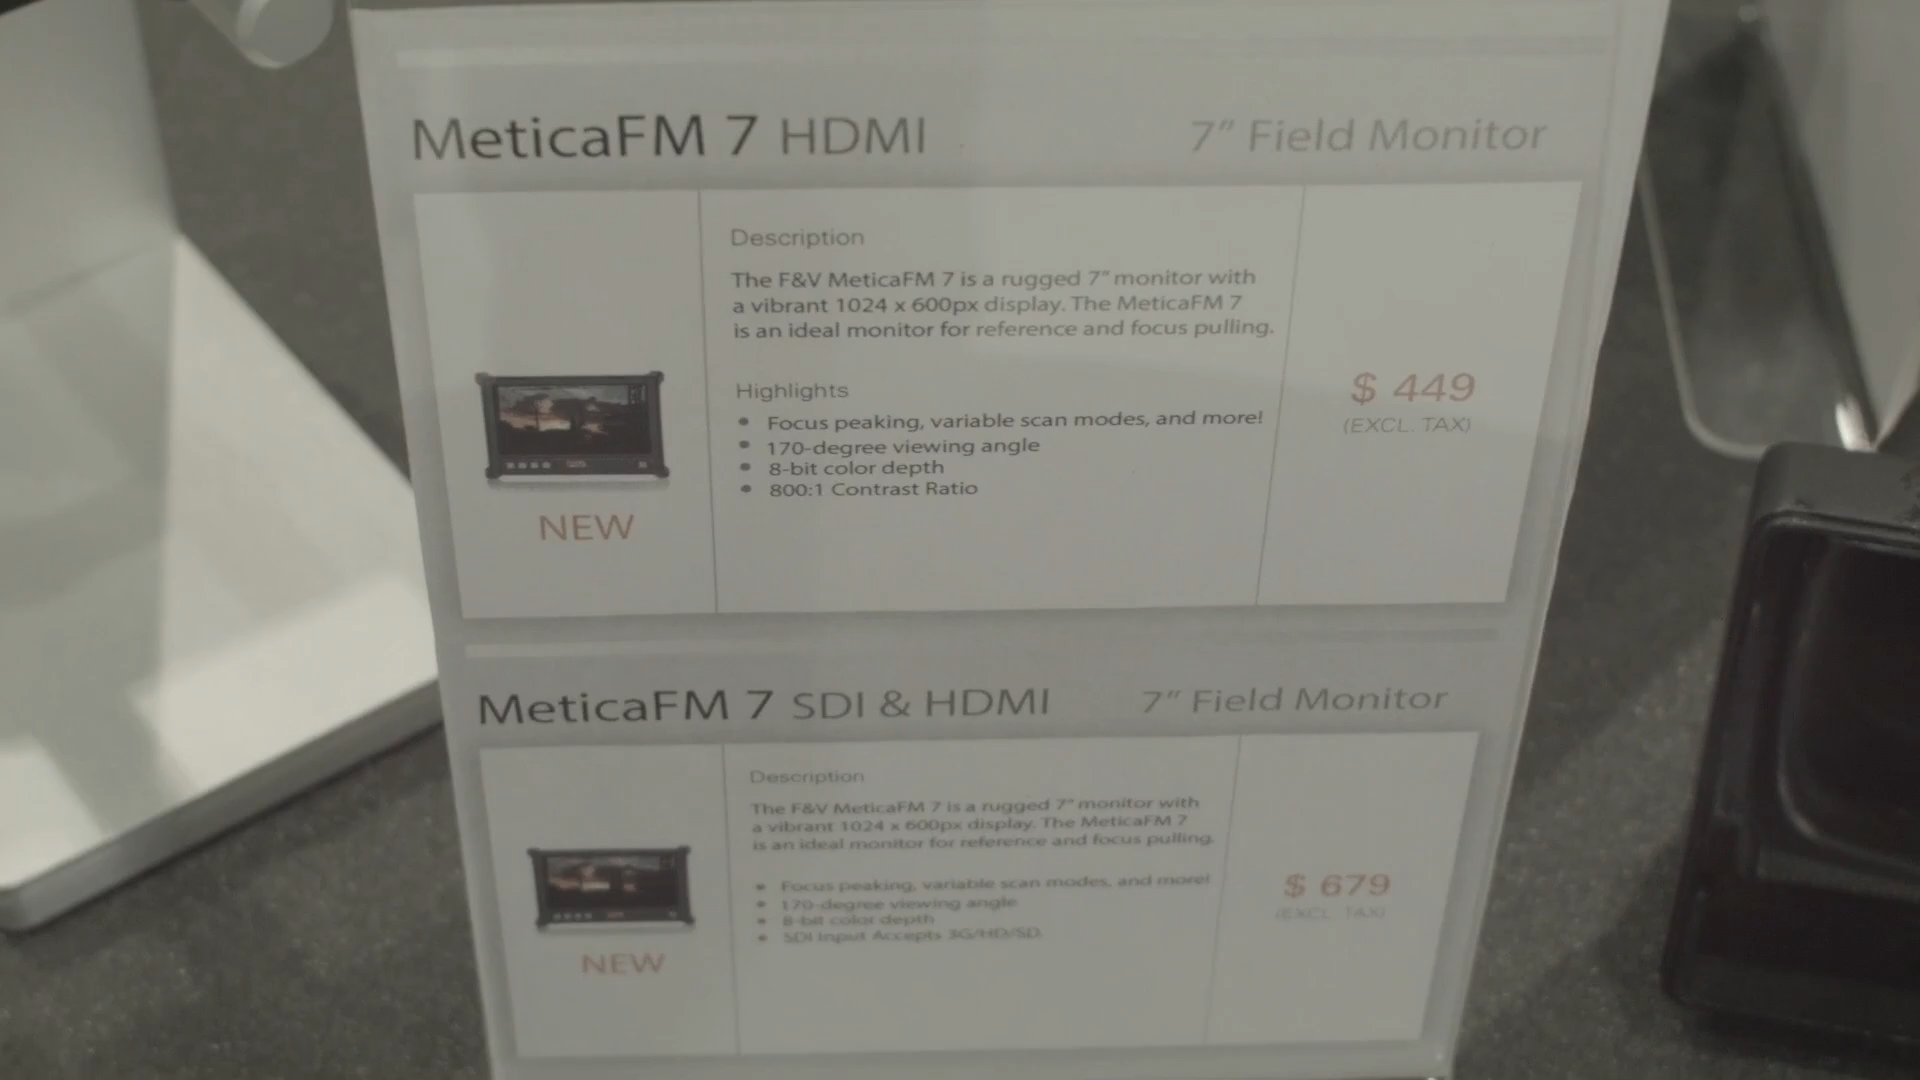 MeticaFM 7 HDMI 7" Field Monitor
Description
The F&V MeticaFM 7 is a rugged 7" monitor with
a vibrant 1024 x 600px display. The MeticaFM 7
is an ideal monitor for reference and focus pulling.
Highlights
• Focus peaking, variable scan modes, and more!
• 170-degree viewing angle
• 8-bit color depth
• 800:1 Contrast Ratio
NEW
$ 449
(EXCL. TAX)
MeticaFM 7 SDI & HDMI 7" Field Monitor
Description
The F&V MeticaFM 7 is a rugged 7" monitor with
a vibrant 1024 x 600px display. The MeticaFM 7
is an ideal monitor for reference and focus pulling.
• Focus peaking, variable scan modes, and more!
• 170-degree viewing angle
• 8-bit color depth
• SDI Input Accepts 3G/HD/SD
NEW
$ 679
(EXCL. TAX)